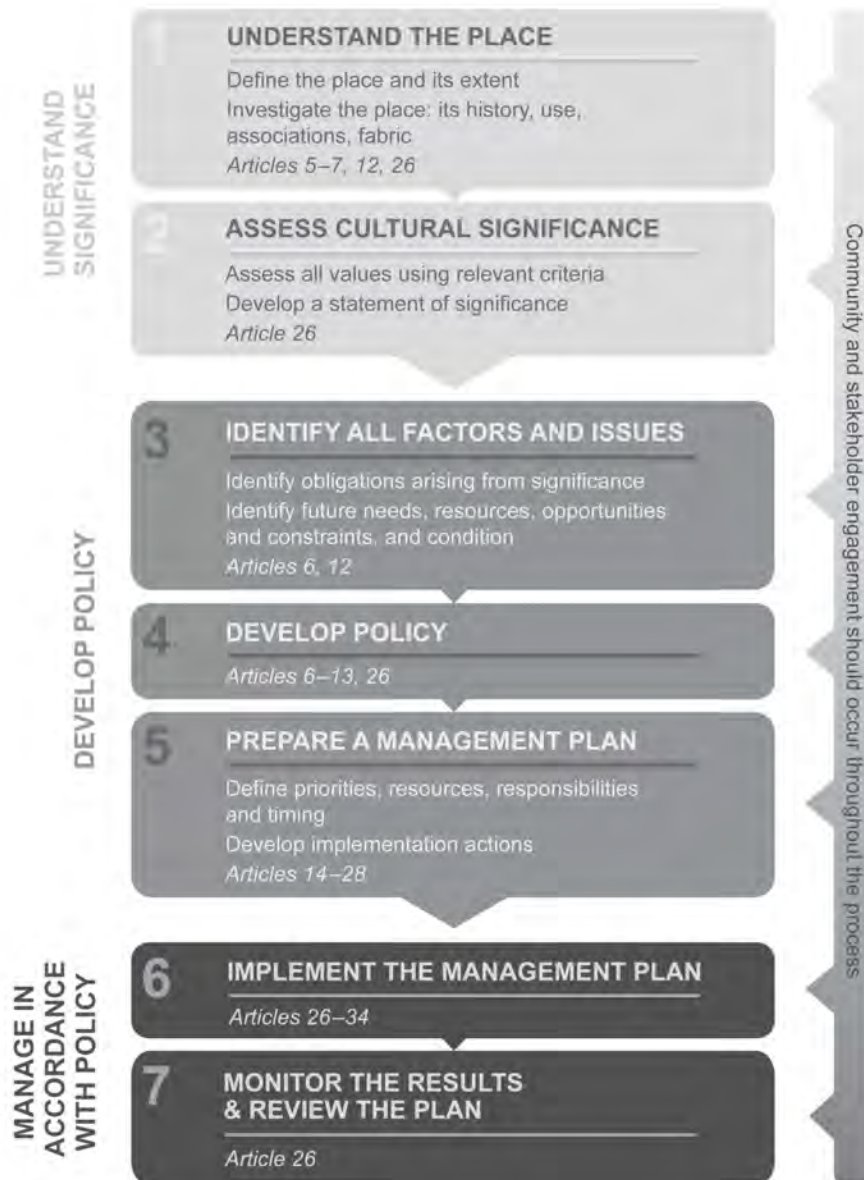 UNDERSTAND
SIGNIFICANCE
1
UNDERSTAND THE PLACE
Define the place and its extent
Investigate the place: its history, use,
associations, fabric
Articles 5–7, 12, 26
2
ASSESS CULTURAL SIGNIFICANCE
Assess all values using relevant criteria
Develop a statement of significance
Article 26
DEVELOP POLICY
3
IDENTIFY ALL FACTORS AND ISSUES
Identify obligations arising from significance
Identify future needs, resources, opportunities
and constraints, and condition
Articles 6, 12
4
DEVELOP POLICY
Articles 6–13, 26
5
PREPARE A MANAGEMENT PLAN
Define priorities, resources, responsibilities
and timing
Develop implementation actions
Articles 14–28
MANAGE IN
ACCORDANCE
WITH POLICY
6
IMPLEMENT THE MANAGEMENT PLAN
Articles 26–34
7
MONITOR THE RESULTS
& REVIEW THE PLAN
Article 26
Community and stakeholder engagement should occur throughout the process